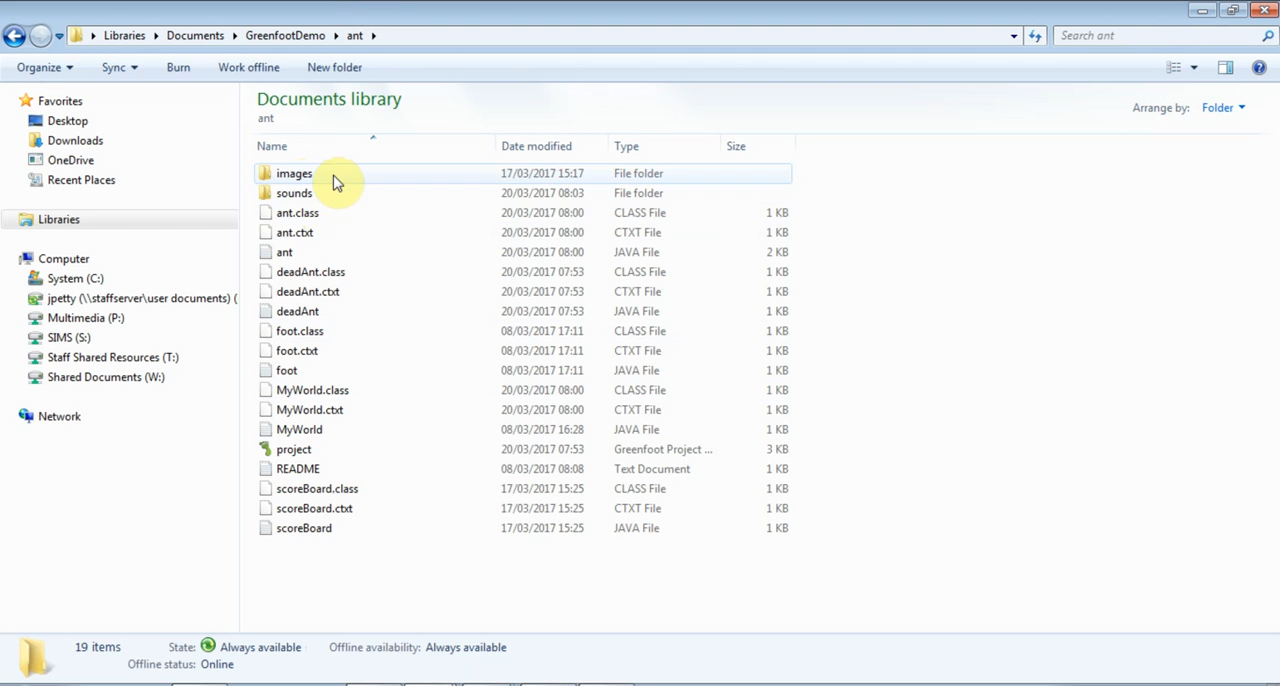 Libraries Documents GreenfootDemo ant Search ant
Organize Sync Burn Work offline New folder
Favorites
Desktop
Downloads
OneDrive
Recent Places
Libraries
Computer
System (C:)
jpetty (\\staffserver\user documents) (
Multimedia (P:)
SIMS (S:)
Staff Shared Resources (T:)
Shared Documents (W:)
Network
Documents library
ant
Arrange by: Folder
Name Date modified Type Size
images 17/03/2017 15:17 File folder
sounds 20/03/2017 08:03 File folder
ant.class 20/03/2017 08:00 CLASS File 1 KB
ant.ctxt 20/03/2017 08:00 CTXT File 1 KB
ant 20/03/2017 08:00 JAVA File 2 KB
deadAnt.class 20/03/2017 07:53 CLASS File 1 KB
deadAnt.ctxt 20/03/2017 07:53 CTXT File 1 KB
deadAnt 20/03/2017 07:53 JAVA File 1 KB
foot.class 08/03/2017 17:11 CLASS File 1 KB
foot.ctxt 08/03/2017 17:11 CTXT File 1 KB
foot 08/03/2017 17:11 JAVA File 1 KB
MyWorld.class 20/03/2017 08:00 CLASS File 1 KB
MyWorld.ctxt 20/03/2017 08:00 CTXT File 1 KB
MyWorld 08/03/2017 16:28 JAVA File 1 KB
project 20/03/2017 07:53 Greenfoot Project ... 3 KB
README 08/03/2017 08:08 Text Document 1 KB
scoreBoard.class 17/03/2017 15:25 CLASS File 1 KB
scoreBoard.ctxt 17/03/2017 15:25 CTXT File 1 KB
scoreBoard 17/03/2017 15:25 JAVA File 1 KB
19 items State: Always available Offline availability: Always available
Offline status: Online